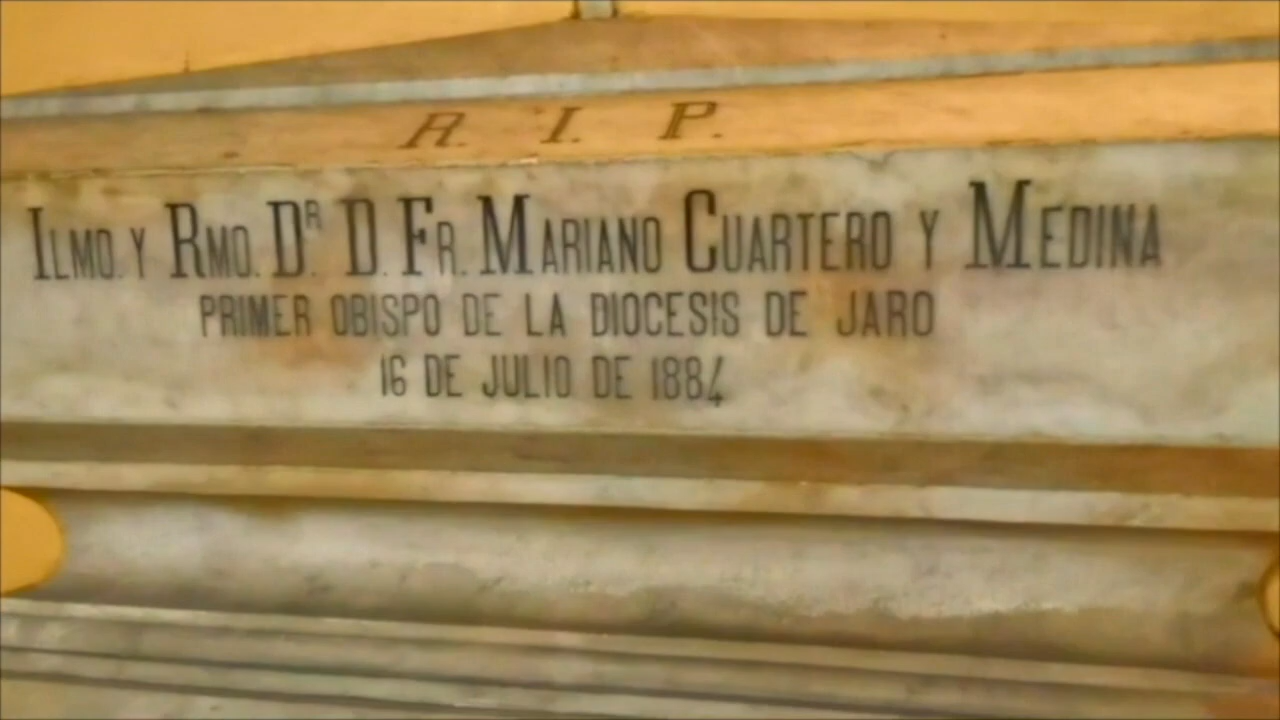 R. I. P.
ILMO. Y RMO. DR. D. FR. MARIANO CUARTERO Y MEDINA
PRIMER OBISPO DE LA DIOCESIS DE JARO
16 DE JULIO DE 1884